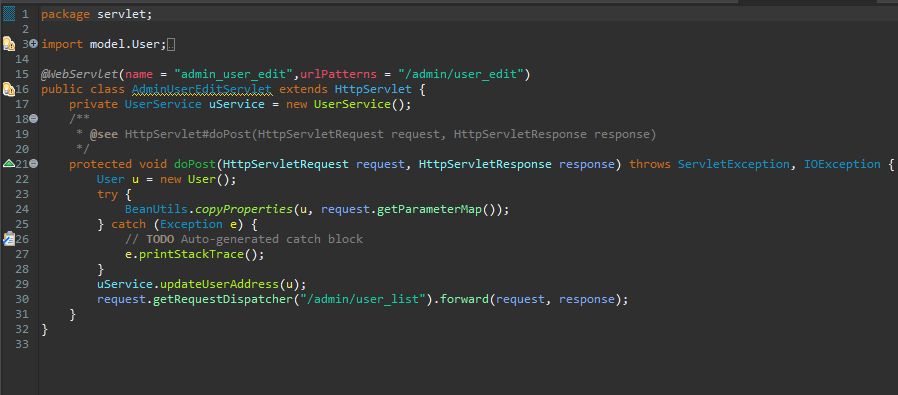 1 package servlet;
2
3 import model.User;
14
15 @WebServlet(name = "admin_user_edit",urlPatterns = "/admin/user_edit")
16 public class AdminUserEditServlet extends HttpServlet {
17     private UserService uService = new UserService();
18     /**
19      * @see HttpServlet#doPost(HttpServletRequest request, HttpServletResponse response)
20      */
21     protected void doPost(HttpServletRequest request, HttpServletResponse response) throws ServletException, IOException {
22         User u = new User();
23         try {
24             BeanUtils.copyProperties(u, request.getParameterMap());
25         } catch (Exception e) {
26             // TODO Auto-generated catch block
27             e.printStackTrace();
28         }
29         uService.updateUserAddress(u);
30         request.getRequestDispatcher("/admin/user_list").forward(request, response);
31     }
32 }
33